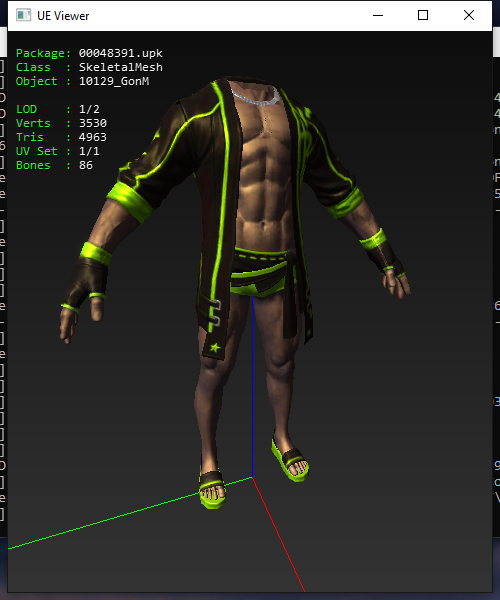 UE Viewer
Package: 00048391.upk
Class : SkeletalMesh
Object : 10129_GonM
LOD : 1/2
Verts : 3530
Tris : 4963
UV Set : 1/1
Bones : 86